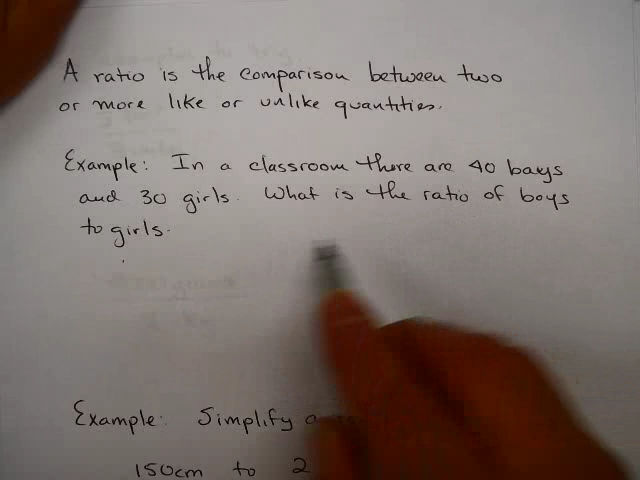 A ratio is the comparison between two
or more like or unlike quantities.
Example: In a classroom there are 40 boys
and 30 girls. What is the ratio of boys
to girls.
Example: Simplify
150cm to 2